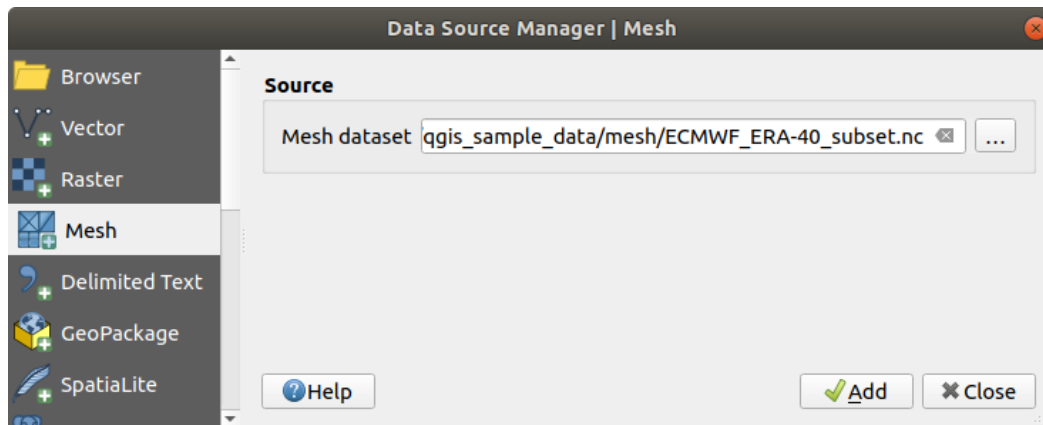 Data Source Manager | Mesh
Browser
Vector
Raster
Mesh
Delimited Text
GeoPackage
SpatiaLite
Source
Mesh dataset
qgis_sample_data/mesh/ECMWF_ERA-40_subset.nc
...
Help
Add
Close